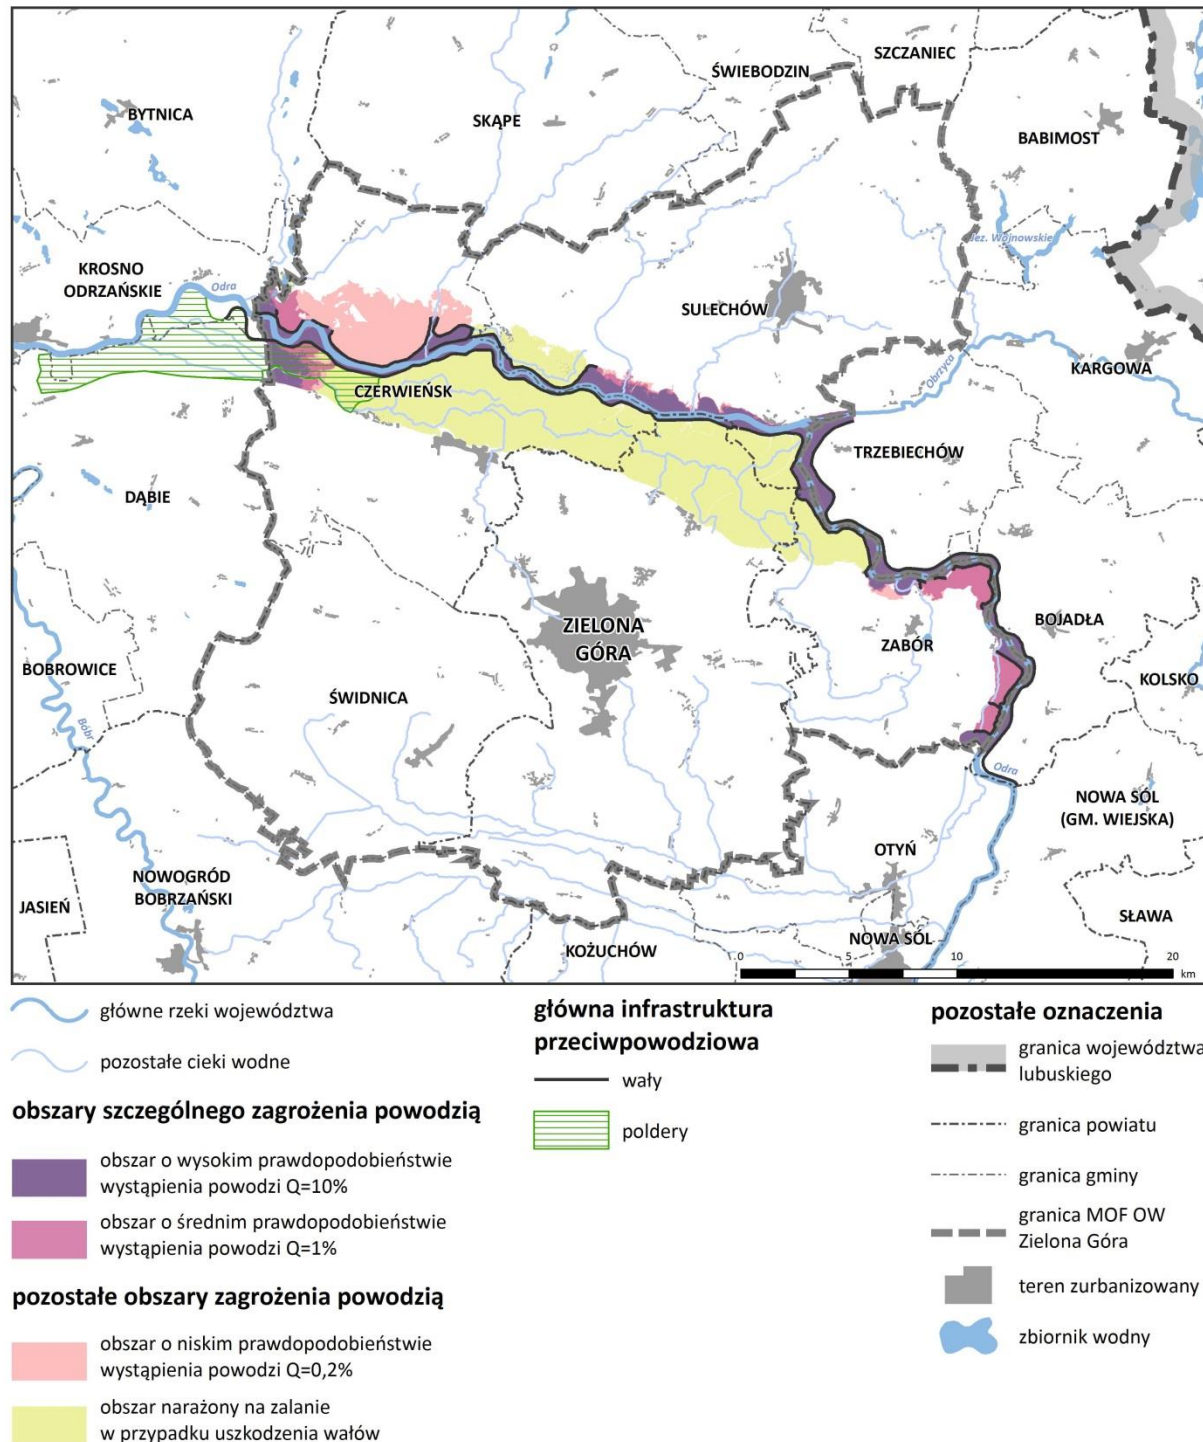 SZCZANIEC
ŚWIEBODZIN
BYTNICA
SKĄPE
BABIMOST
Jez. Wojnowskie
KROSNO
ODRZAŃSKIE
Odra
SULECHÓW
Obrzyca
KARGOWA
CZERWIEŃSK
TRZEBIECHÓW
DĄBIE
ZIELONA
GÓRA
BOJADŁA
ZABÓR
BOBROWICE
KOLSKO
ŚWIDNICA
Bóbr
Odra
NOWA SÓL
(GM. WIEJSKA)
OTYŃ
NOWOGRÓD
BOBRZAŃSKI
JASIEŃ
SŁAWA
KOŻUCHÓW
NOWA SÓL
0 5 10 20
km
główne rzeki województwa
pozostałe cieki wodne
obszary szczególnego zagrożenia powodzią
obszar o wysokim prawdopodobieństwie
wystąpienia powodzi Q=10%
obszar o średnim prawdopodobieństwie
wystąpienia powodzi Q=1%
pozostałe obszary zagrożenia powodzią
obszar o niskim prawdopodobieństwie
wystąpienia powodzi Q=0,2%
obszar narażony na zalanie
w przypadku uszkodzenia wałów
główna infrastruktura
przeciwpowodziowa
wały
poldery
pozostałe oznaczenia
granica województwa
lubuskiego
granica powiatu
granica gminy
granica MOF OW
Zielona Góra
teren zurbanizowany
zbiornik wodny